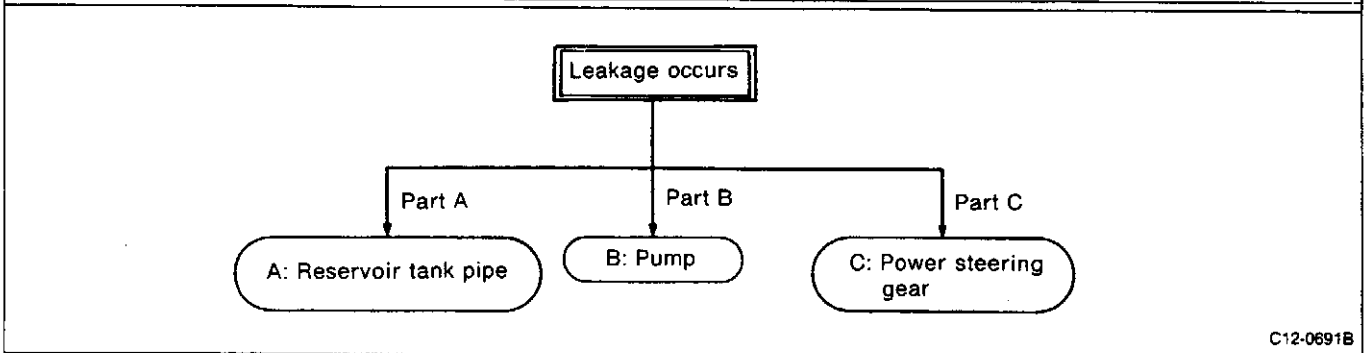 Leakage occurs
Part A
Part B
Part C
A: Reservoir tank pipe
B: Pump
C: Power steering
gear
C12-0691B